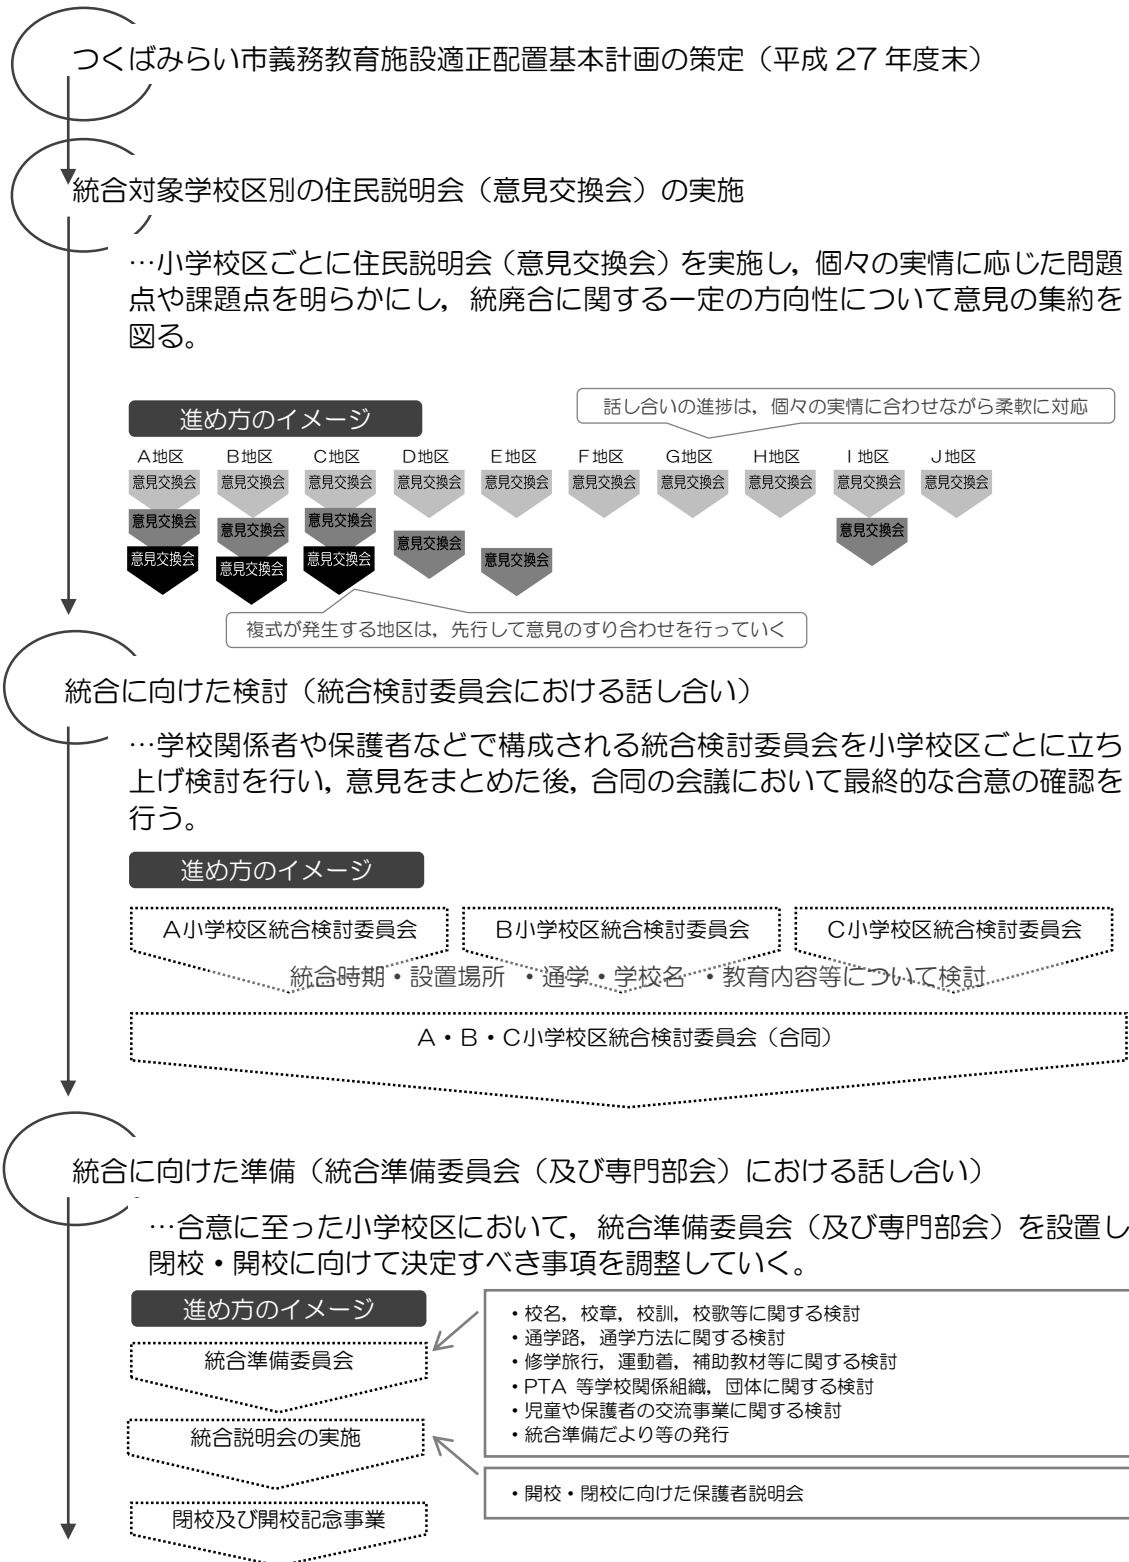 つくばみらい市義務教育施設適正配置基本計画の策定（平成 27 年度末）
統合対象学校区別の住民説明会（意見交換会）の実施
…小学校区ごとに住民説明会（意見交換会）を実施し，個々の実情に応じた問題
点や課題点を明らかにし，統廃合に関する一定の方向性について意見の集約を
図る。
進め方のイメージ
話し合いの進捗は，個々の実情に合わせながら柔軟に対応
A地区 B地区 C地区 D地区 E地区 F地区 G地区 H地区 I地区 J地区
意見交換会 意見交換会 意見交換会 意見交換会 意見交換会 意見交換会 意見交換会 意見交換会 意見交換会 意見交換会
意見交換会 意見交換会 意見交換会 意見交換会 意見交換会 意見交換会
意見交換会 意見交換会 意見交換会
複式が発生する地区は，先行して意見のすり合わせを行っていく
統合に向けた検討（統合検討委員会における話し合い）
…学校関係者や保護者などで構成される統合検討委員会を小学校区ごとに立ち
上げ検討を行い，意見をまとめた後，合同の会議において最終的な合意の確認を
行う。
進め方のイメージ
A小学校区統合検討委員会 B小学校区統合検討委員会 C小学校区統合検討委員会
統合時期・設置場所 ・通学・学校名 ・教育内容等について検討
A・B・C小学校区統合検討委員会（合同）
統合に向けた準備（統合準備委員会（及び専門部会）における話し合い）
…合意に至った小学校区において，統合準備委員会（及び専門部会）を設置し
閉校・開校に向けて決定すべき事項を調整していく。
進め方のイメージ
統合準備委員会
・校名，校章，校訓，校歌等に関する検討
・通学路，通学方法に関する検討
・修学旅行，運動着，補助教材等に関する検討
・PTA 等学校関係組織，団体に関する検討
・児童や保護者の交流事業に関する検討
・統合準備だより等の発行
統合説明会の実施
・開校・閉校に向けた保護者説明会
閉校及び開校記念事業